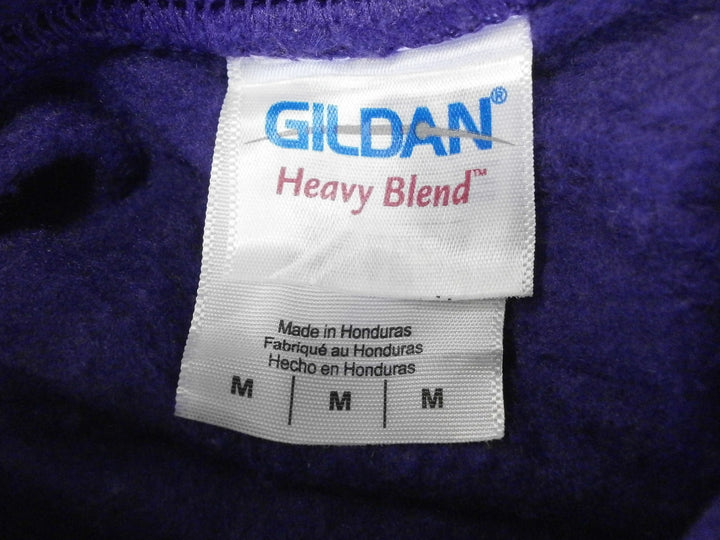 GILDAN®
Heavy Blend™
Made in Honduras
Fabriqué au Honduras
Hecho en Honduras
M | M | M